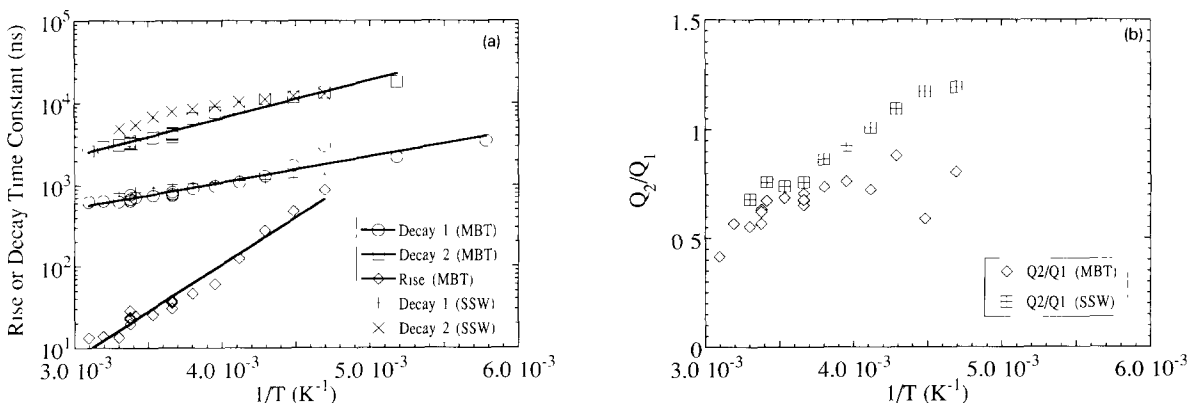 Rise or Decay Time Constant (ns)
10^5
10^4
10^3
10^2
10^1
(a)
Decay 1 (MBT)
Decay 2 (MBT)
Rise (MBT)
Decay 1 (SSW)
Decay 2 (SSW)
3.0 10^-3
4.0 10^-3
5.0 10^-3
6.0 10^-3
1/T (K^-1)
Q_2/Q_1
1.5
1
0 5
0
(b)
Q2/Q1 (MBT)
Q2/Q1 (SSW)
3.0 10^-3
4.0 10^-3
5.0 10^-3
6.0 10^-3
1/T (K^-1)